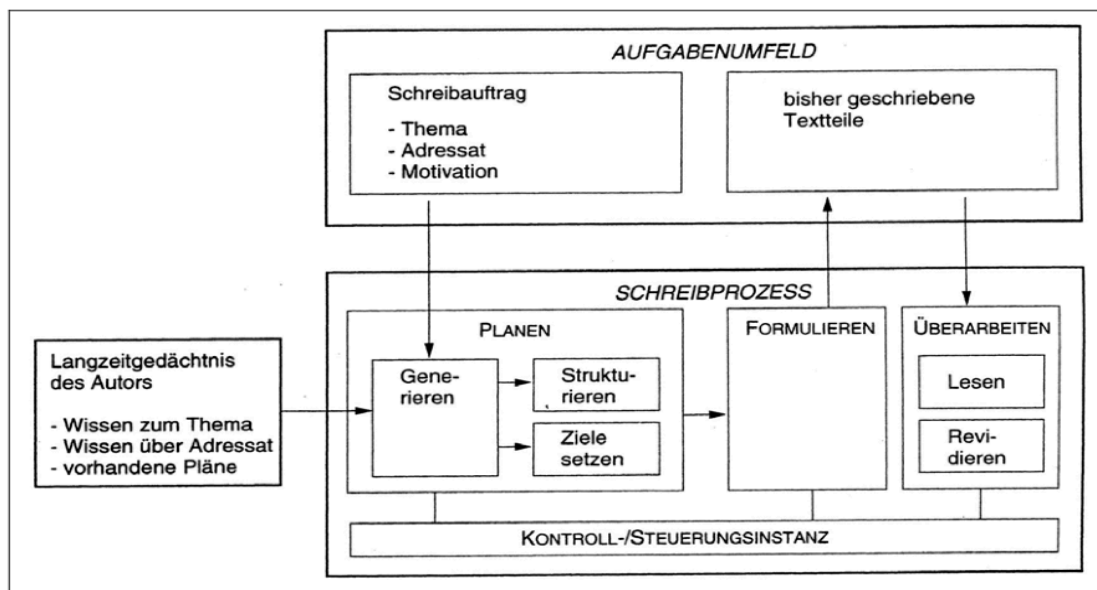 AUFGABENUMFELD
Schreibauftrag
- Thema
- Adressat
- Motivation
bisher geschriebene
Textteile
SCHREIBPROZESS
PLANEN
Gene-
rieren
Struktu-
rieren
Ziele
setzen
FORMULIEREN
ÜBERARBEITEN
Lesen
Revi-
dieren
Langzeitgedächtnis
des Autors
- Wissen zum Thema
- Wissen über Adressat
- vorhandene Pläne
KONTROLL-/STEUERUNGSINSTANZ